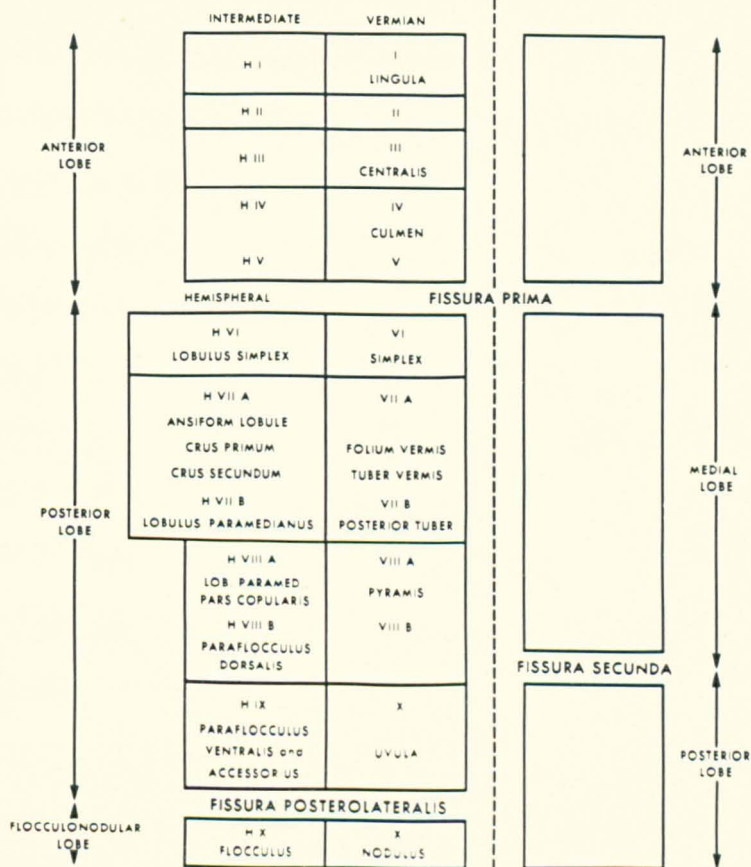 INTERMEDIATE VERMIAN
H I I
LINGULA
H II II
ANTERIOR
LOBE
H III III
CENTRALIS
ANTERIOR
LOBE
H IV IV
CULMEN
H V V
HEMISPHERAL FISSURA PRIMA
H VI VI
LOBULUS SIMPLEX SIMPLEX
H VII A VII A
ANSIFORM LOBULE
CRUS PRIMUM FOLIUM VERMIS
CRUS SECUNDUM TUBER VERMIS
MEDIAL
LOBE
H VII B VII B
POSTERIOR
LOBE
LOBULUS PARAMEDIANUS POSTERIOR TUBER
H VIII A VIII A
LOB PARAMED
PARS COPULARIS
PYRAMIS
H VIII B VIII B
PARAFLOCCULUS
DORSALIS
FISSURA SECUNDA
H IX X
PARAFLOCCULUS
VENTRALIS and UVULA
ACCESSOR US
POSTERIOR
LOBE
FISSURA POSTEROLATERALIS
FLOCCULONODULAR
LOBE
H X X
FLOCCULUS NODULUS